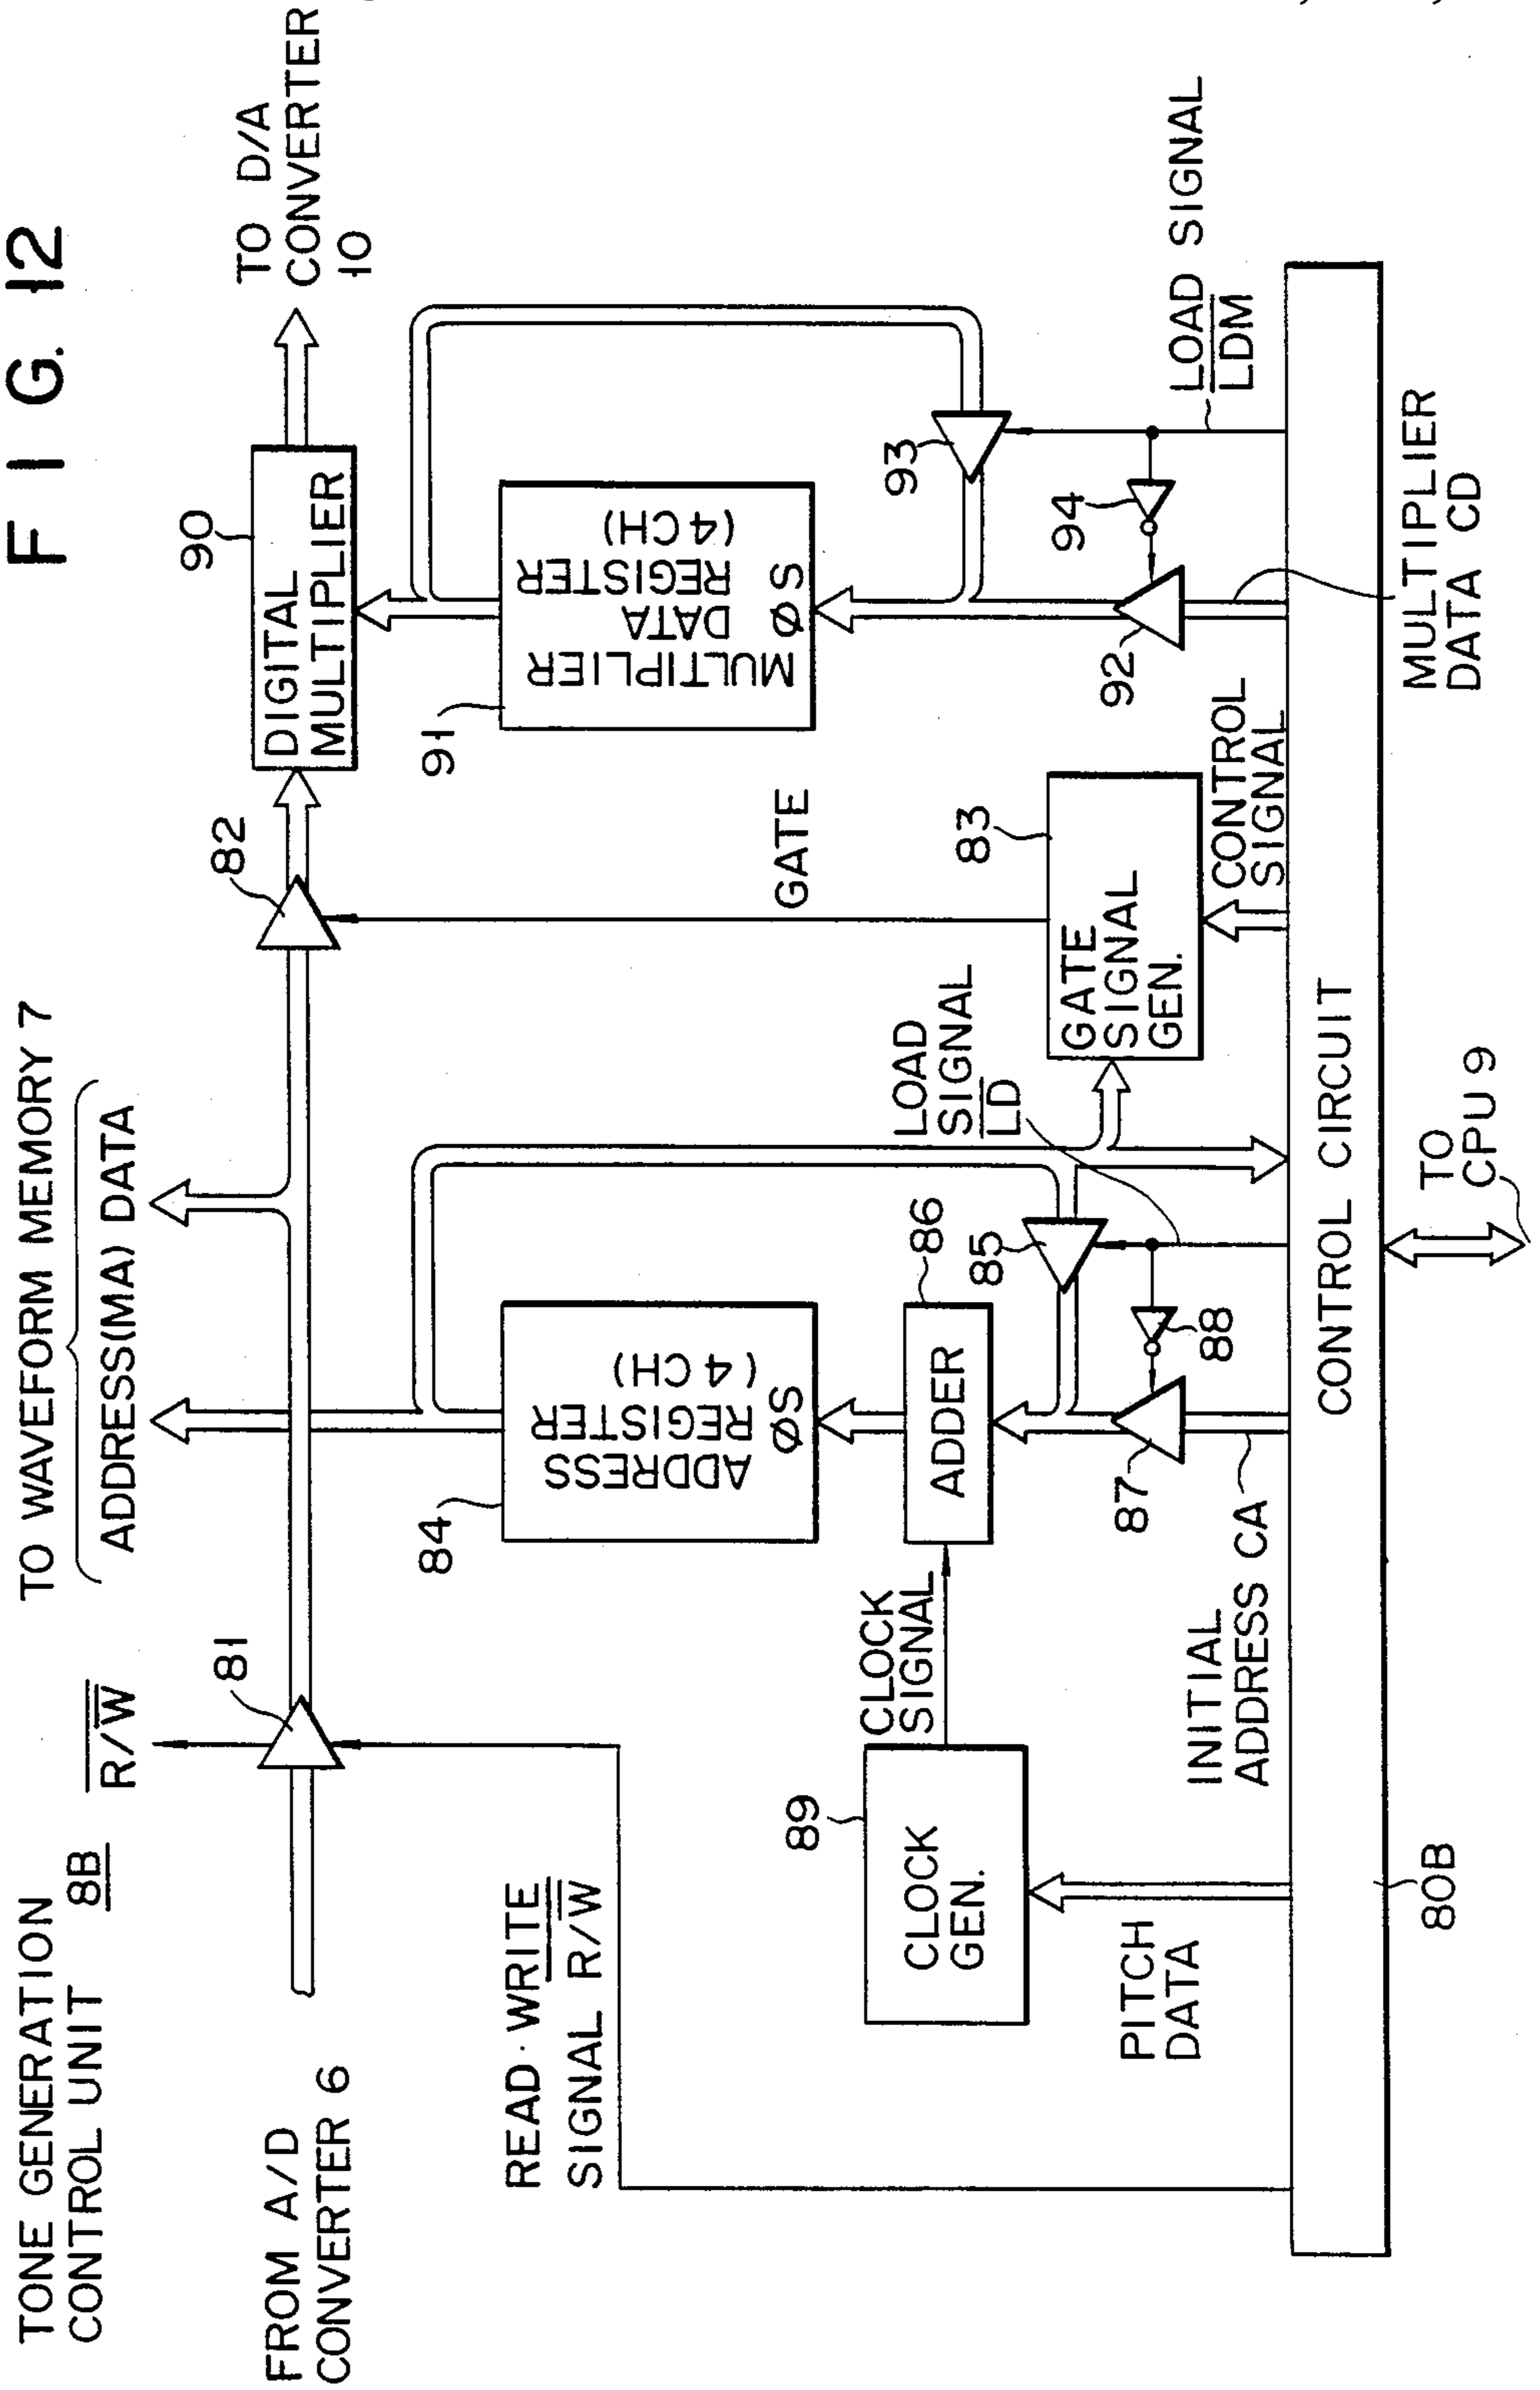 F I G. 12
TONE GENERATION
CONTROL UNIT 8B
R/W
TO WAVEFORM MEMORY 7
ADDRESS(MA) DATA
FROM A/D
CONVERTER 6
81
82
90
DIGITAL
MULTIPLIER
TO D/A
CONVERTER
10
READ·WRITE
SIGNAL R/W
84
ADDRESS
REGISTER
(4 CH)
ØS
91
MULTIPLIER
DATA
REGISTER
(4 CH)
ØS
GATE
89
CLOCK
GEN.
CLOCK
SIGNAL
86
ADDER
85
LOAD
SIGNAL
LD
83
GATE
SIGNAL
GEN.
93
94
92
LOAD SIGNAL
LDM
87
88
PITCH
DATA
INITIAL
ADDRESS CA
CONTROL
SIGNAL
CONTROL CIRCUIT
80B
TO
CPU 9
MULTIPLIER
DATA CD